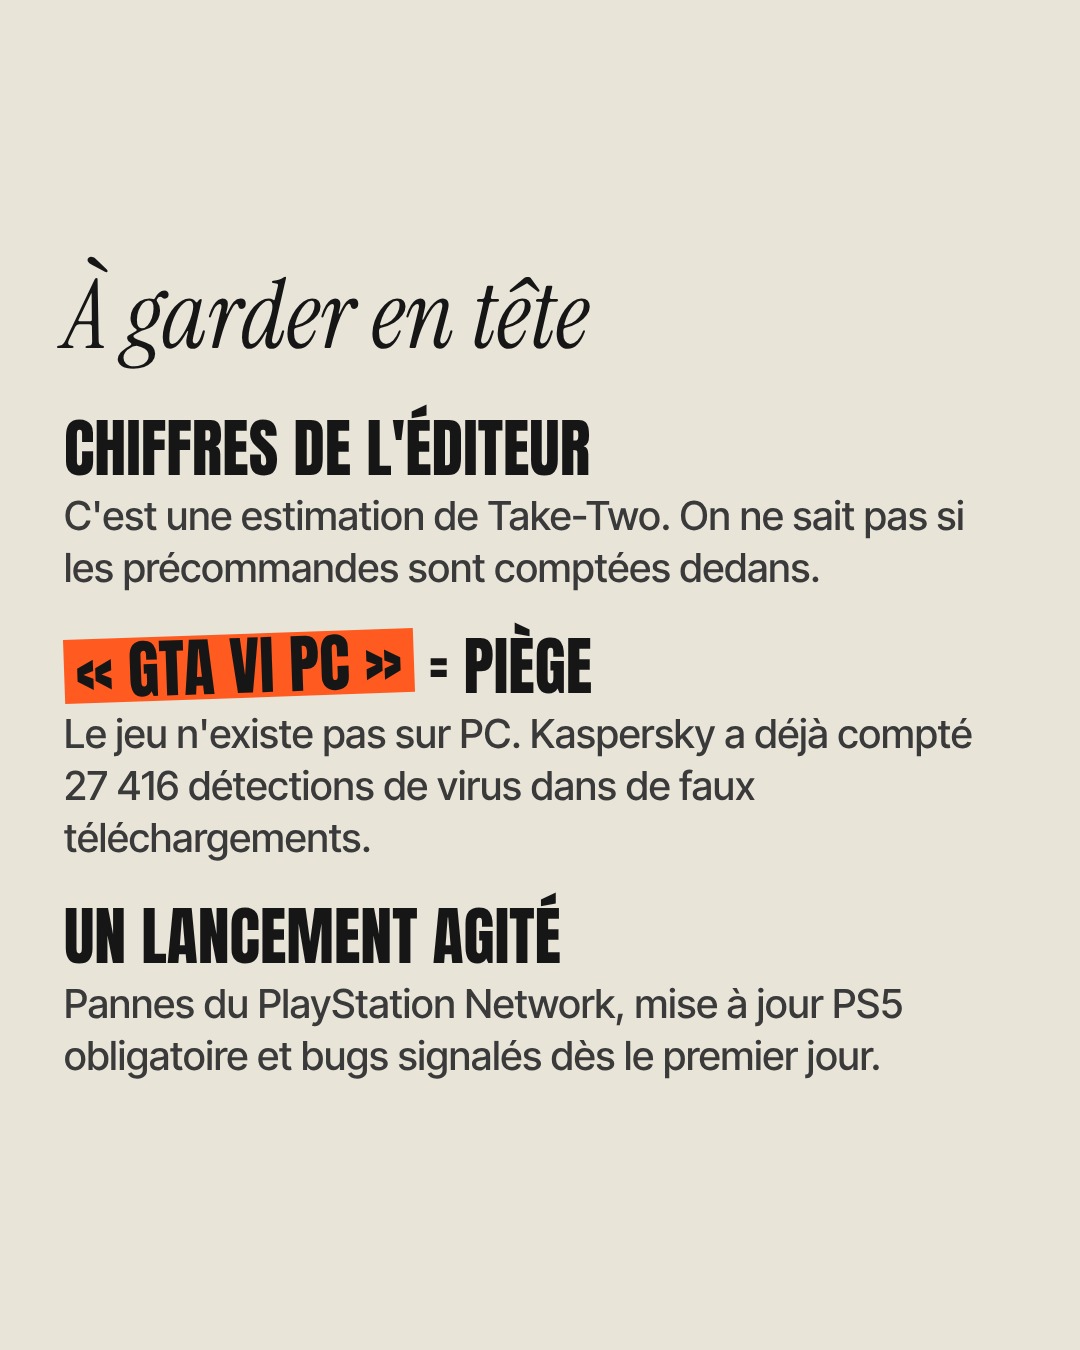 À garder en tête
CHIFFRES DE L'ÉDITEUR
C'est une estimation de Take-Two. On ne sait pas si
les précommandes sont comptées dedans.
« GTA VI PC » = PIÈGE
Le jeu n'existe pas sur PC. Kaspersky a déjà compté
27 416 détections de virus dans de faux
téléchargements.
UN LANCEMENT AGITÉ
Pannes du PlayStation Network, mise à jour PS5
obligatoire et bugs signalés dès le premier jour.